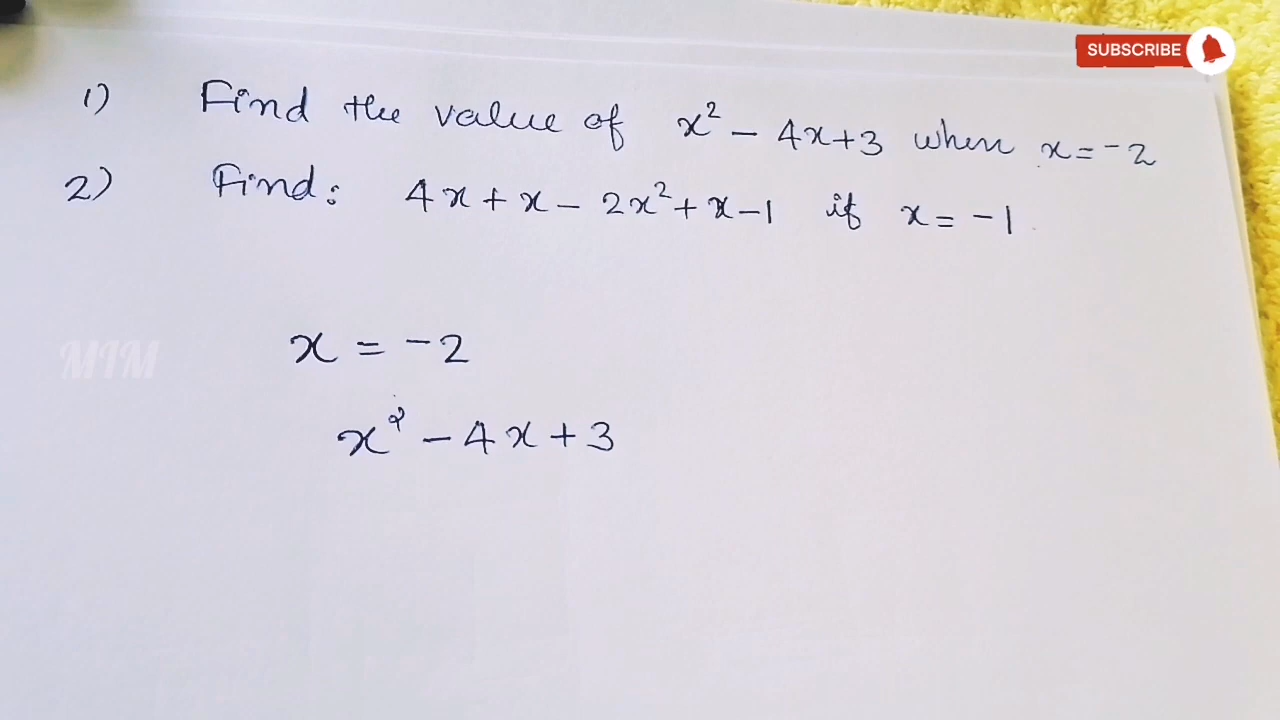 SUBSCRIBE
1) Find the value of x² - 4x+3 when x = -2
2) Find: 4x + x - 2x² + x - 1 if x = -1
MIM
x = -2
x² - 4x + 3